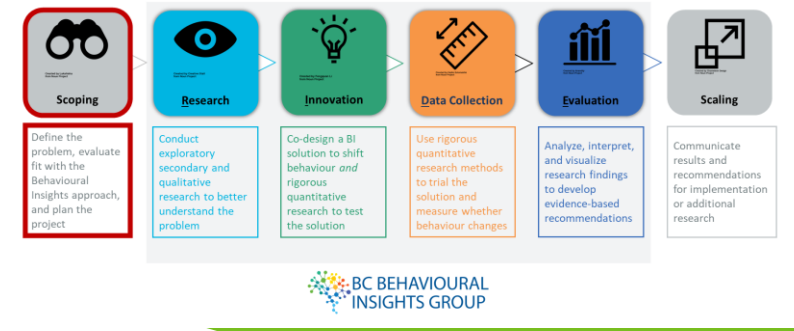 Scoping
Research
Innovation
Data Collection
Evaluation
Scaling
Define the
problem, evaluate
fit with the
Behavioural
Insights approach,
and plan the
project
Conduct
exploratory
secondary and
qualitative
research to better
understand the
problem
Co-design a BI
solution to shift
behaviour and
rigorous
quantitative
research to test
the solution
Use rigorous
quantitative
research methods
to trial the
solution and
measure whether
behaviour changes
Analyze, interpret,
and visualize
research findings
to develop
evidence-based
recommendations
Communicate
results and
recommendations
for implementation
or additional
research
BC BEHAVIOURAL
INSIGHTS GROUP